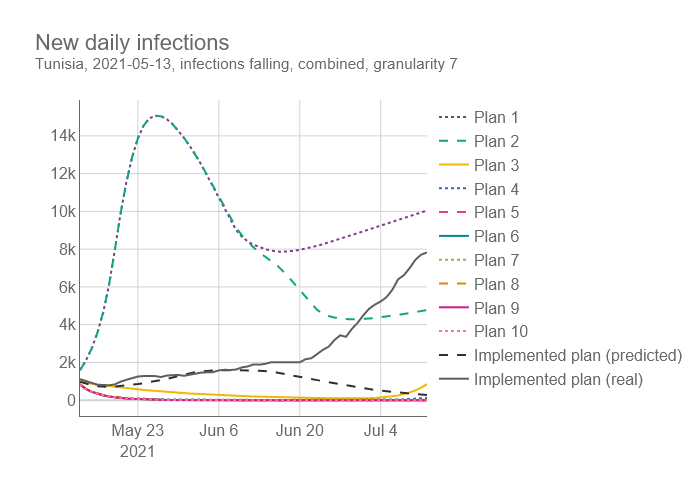 New daily infections
Tunisia, 2021-05-13, infections falling, combined, granularity 7
14k
12k
10k
8k
6k
4k
2k
0
May 23
2021
Jun 6
Jun 20
Jul 4
Plan 1
Plan 2
Plan 3
Plan 4
Plan 5
Plan 6
Plan 7
Plan 8
Plan 9
Plan 10
Implemented plan (predicted)
Implemented plan (real)